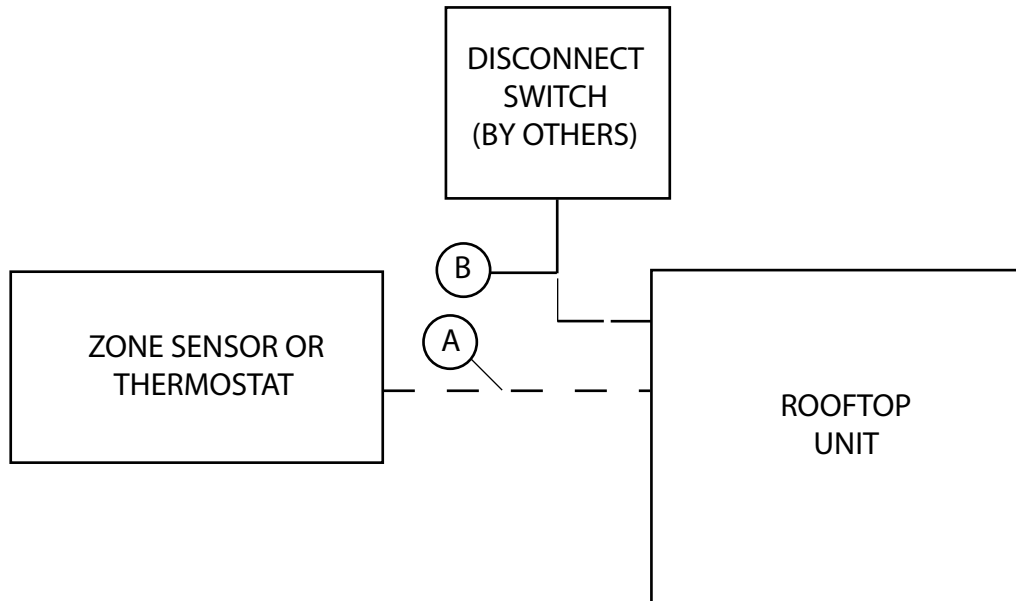 DISCONNECT
SWITCH
(BY OTHERS)
B
A
ZONE SENSOR OR
THERMOSTAT
ROOFTOP
UNIT